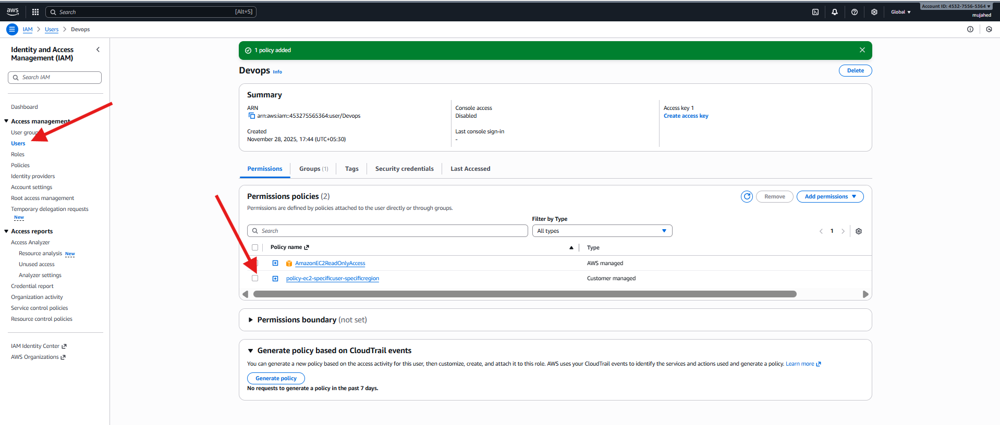 aws
Search
[Alt+S]
Global
Account ID: 4532-7556-5364
mujahed
IAM
Users
Devops
Identity and Access Management (IAM)
Search IAM
Dashboard
Access management
User group
Users
Roles
Policies
Identity providers
Account settings
Root access management
Temporary delegation requests
New
Access reports
Access Analyzer
Resource analysis New
Unused access
Analyzer settings
Credential report
Organization activity
Service control policies
Resource control policies
IAM Identity Center
AWS Organizations
1 policy added
Devops Info
Delete
Summary
ARN
arn:aws:iam::453275565364:user/Devops
Created
November 28, 2025, 17:44 (UTC+05:30)
Console access
Disabled
Last console sign-in
-
Access key 1
Create access key
Permissions
Groups (1)
Tags
Security credentials
Last Accessed
Permissions policies (2)
Remove
Add permissions
Permissions are defined by policies attached to the user directly or through groups.
Filter by Type
Search
All types
1
Policy name
Type
AmazonEC2ReadOnlyAccess
AWS managed
policy-ec2-specificuser-specificregion
Customer managed
Permissions boundary (not set)
Generate policy based on CloudTrail events
You can generate a new policy based on the access activity for this user, then customize, create, and attach it to this role. AWS uses your CloudTrail events to identify the services and actions used and generate a policy. Learn more
Generate policy
No requests to generate a policy in the past 7 days.